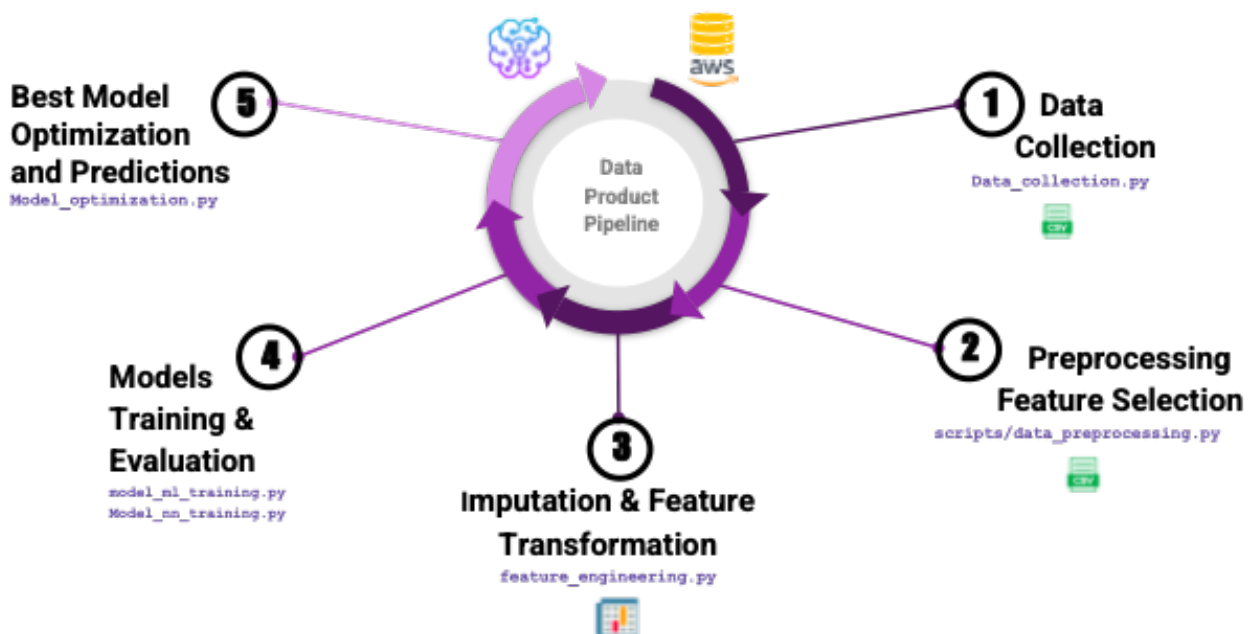 aws
Data
Product
Pipeline
1
Data
Collection
Data_collection.py
CSV
2
Preprocessing
Feature Selection
scripts/data_preprocessing.py
CSV
3
Imputation & Feature
Transformation
feature_engineering.py
4
Models
Training &
Evaluation
model_ml_training.py
Model_nn_training.py
5
Best Model
Optimization
and Predictions
Model_optimization.py